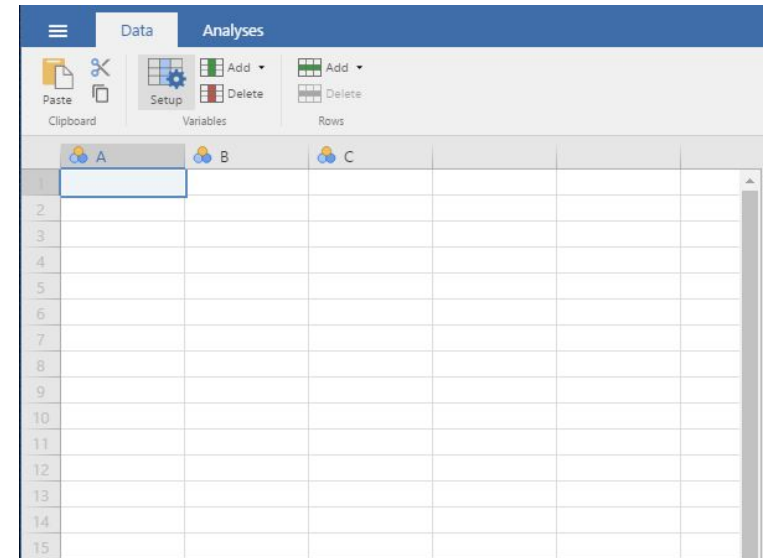 Data Analyses
Paste
Clipboard
Setup
Add
Delete
Variables
Add
Delete
Rows
A B C
1
2
3
4
5
6
7
8
9
10
11
12
13
14
15